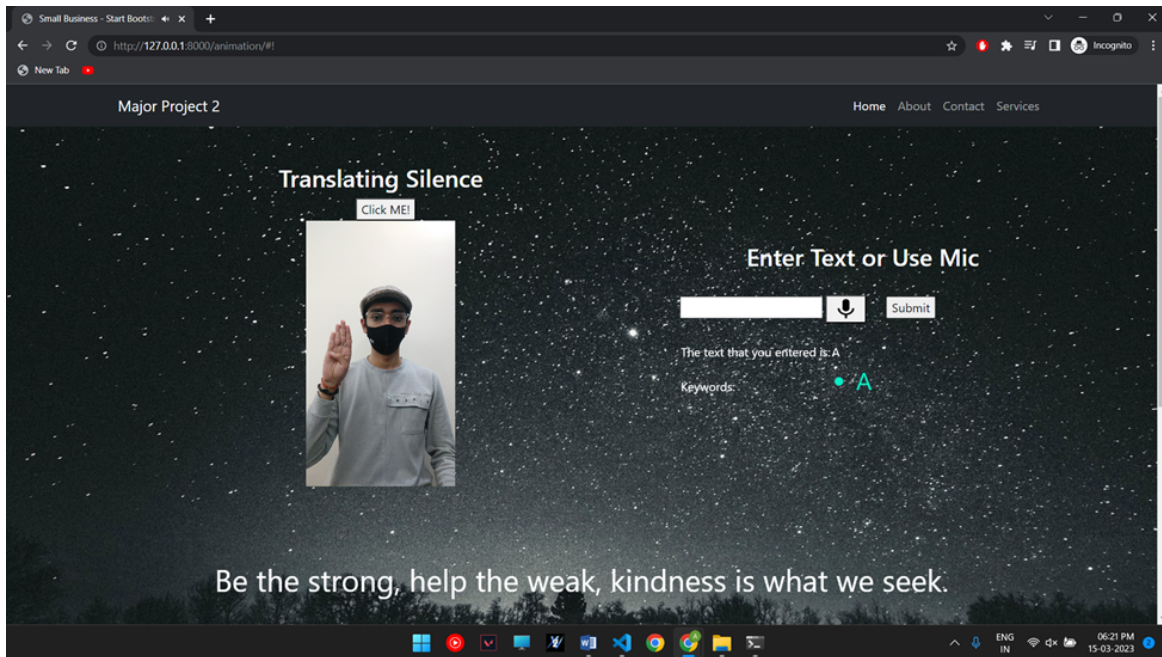 Small Business - Start Bootst
http://127.0.0.1:8000/animation/#!
Incognito
New Tab
Major Project 2
Home About Contact Services
Translating Silence
Click ME!
Enter Text or Use Mic
Submit
The text that you entered is:A
Keywords:
A
Be the strong, help the weak, kindness is what we seek.
ENG
IN
06:21 PM
15-03-2023
2